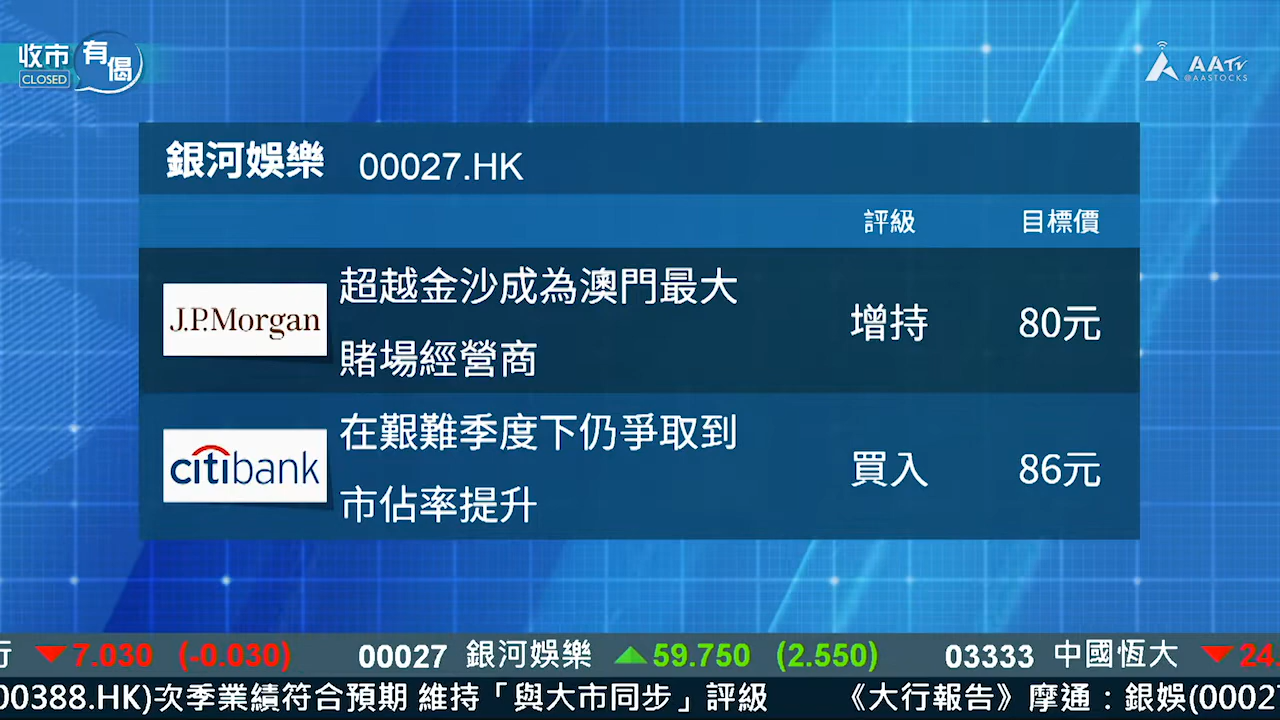 收市 有偈
CLOSED
AATV
@AASTOCKS
銀河娛樂 00027.HK
評級 目標價
J.P.Morgan
超越金沙成為澳門最大
賭場經營商
增持 80元
citibank
在艱難季度下仍爭取到
市佔率提升
買入 86元
行 ▼7.030 (-0.030) 00027 銀河娛樂 ▲59.750 (2.550) 03333 中國恆大 ▼24.
00388.HK)次季業績符合預期 維持「與大市同步」評級 《大行報告》摩通：銀娛(0002